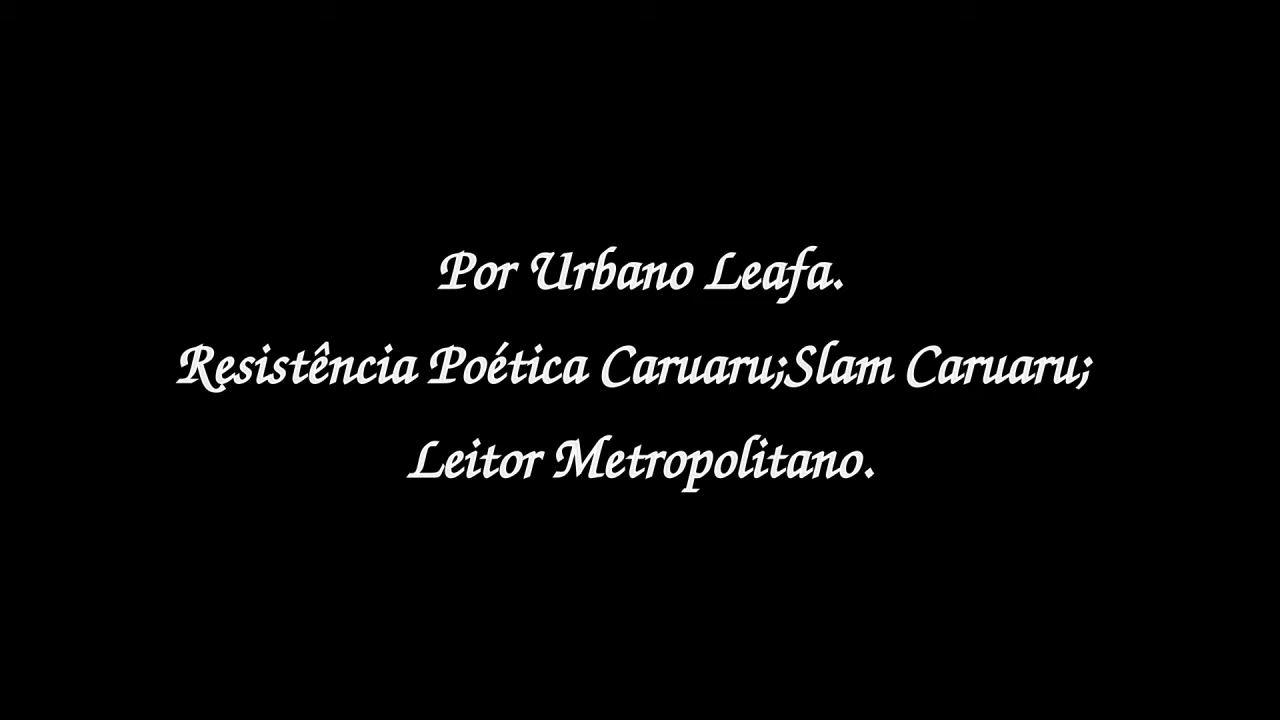 Por Urbano Leafa.
Resistência Poética Caruaru;Slam Caruaru;
Leitor Metropolitano.